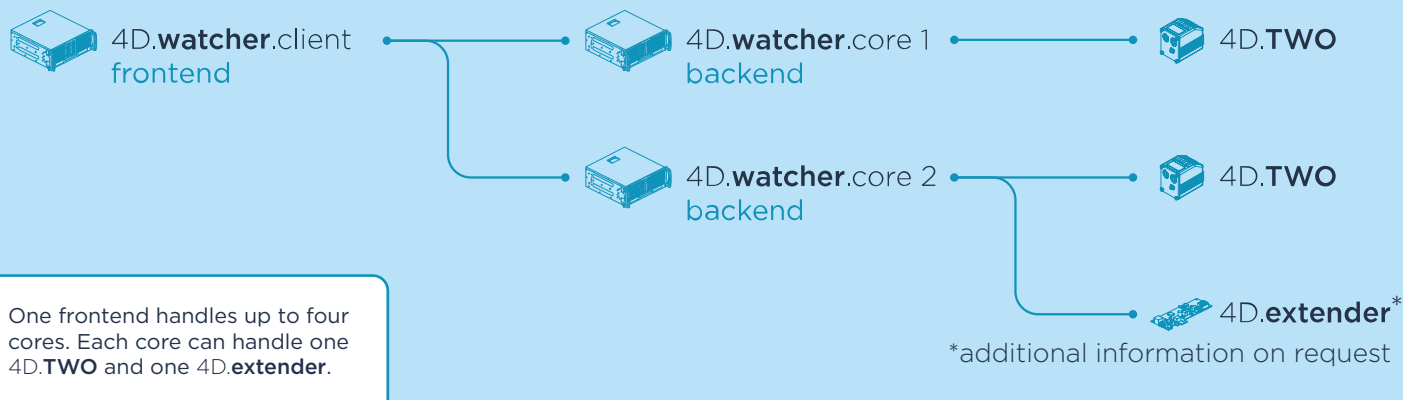 4D.watcher.client
frontend
4D.watcher.core 1
backend
4D.TWO
4D.watcher.core 2
backend
4D.TWO
4D.extender*
*additional information on request
One frontend handles up to four
cores. Each core can handle one
4D.TWO and one 4D.extender.